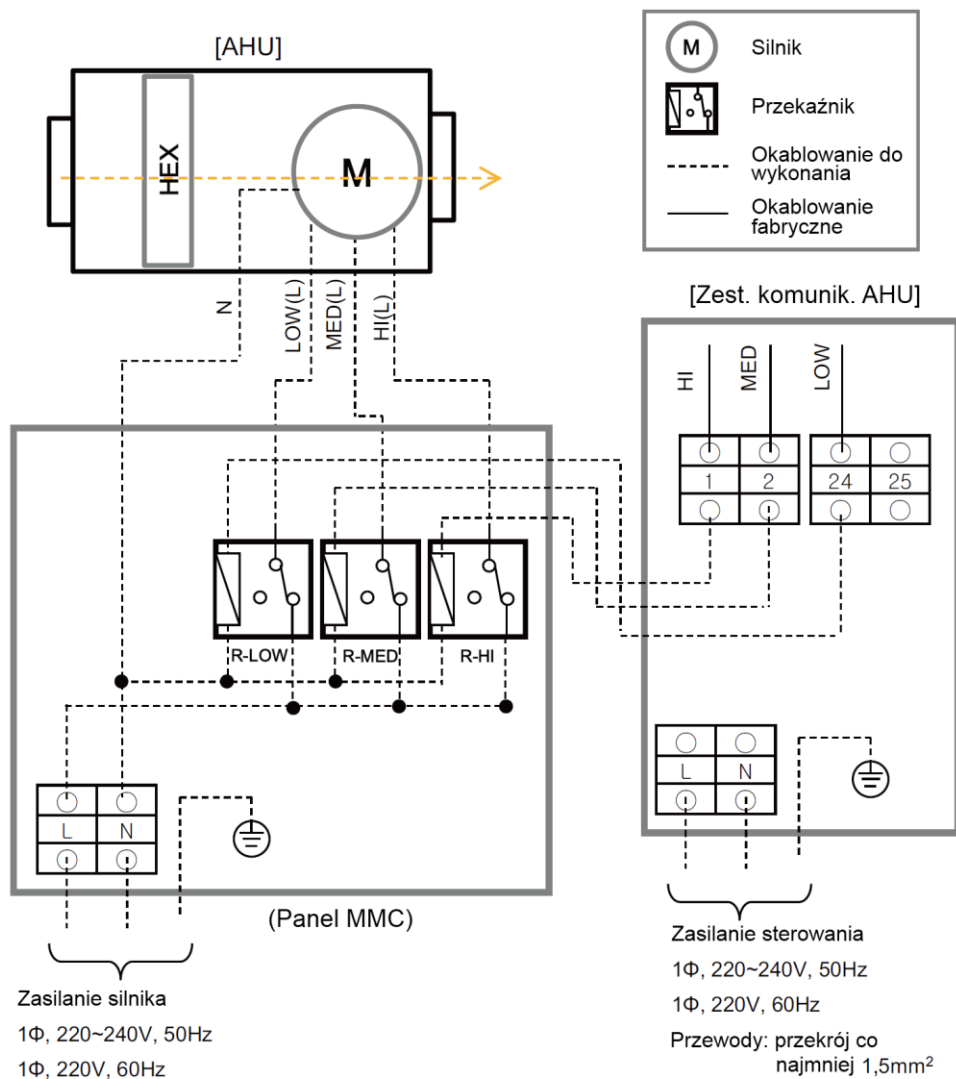 [AHU]
HEX
M
N
LOW(L)
MED(L)
HI(L)
M
Silnik
Przekaźnik
Okablowanie do
wykonania
Okablowanie
fabryczne
[Zest. komunik. AHU]
HI
MED
LOW
1
2
24
25
R-LOW
R-MED
R-HI
L
N
L
N
(Panel MMC)
Zasilanie silnika
1Φ, 220~240V, 50Hz
1Φ, 220V, 60Hz
Zasilanie sterowania
1Φ, 220~240V, 50Hz
1Φ, 220V, 60Hz
Przewody: przekrój co
najmniej 1,5mm²